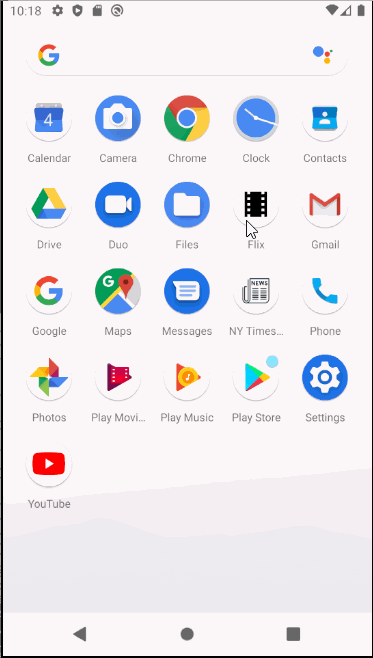 10:18
G
4
Calendar Camera Chrome Clock Contacts
Drive Duo Files Flix Gmail
G
G
NEWS
Google Maps Messages NY Times... Phone
Photos Play Movi... Play Music Play Store Settings
YouTube